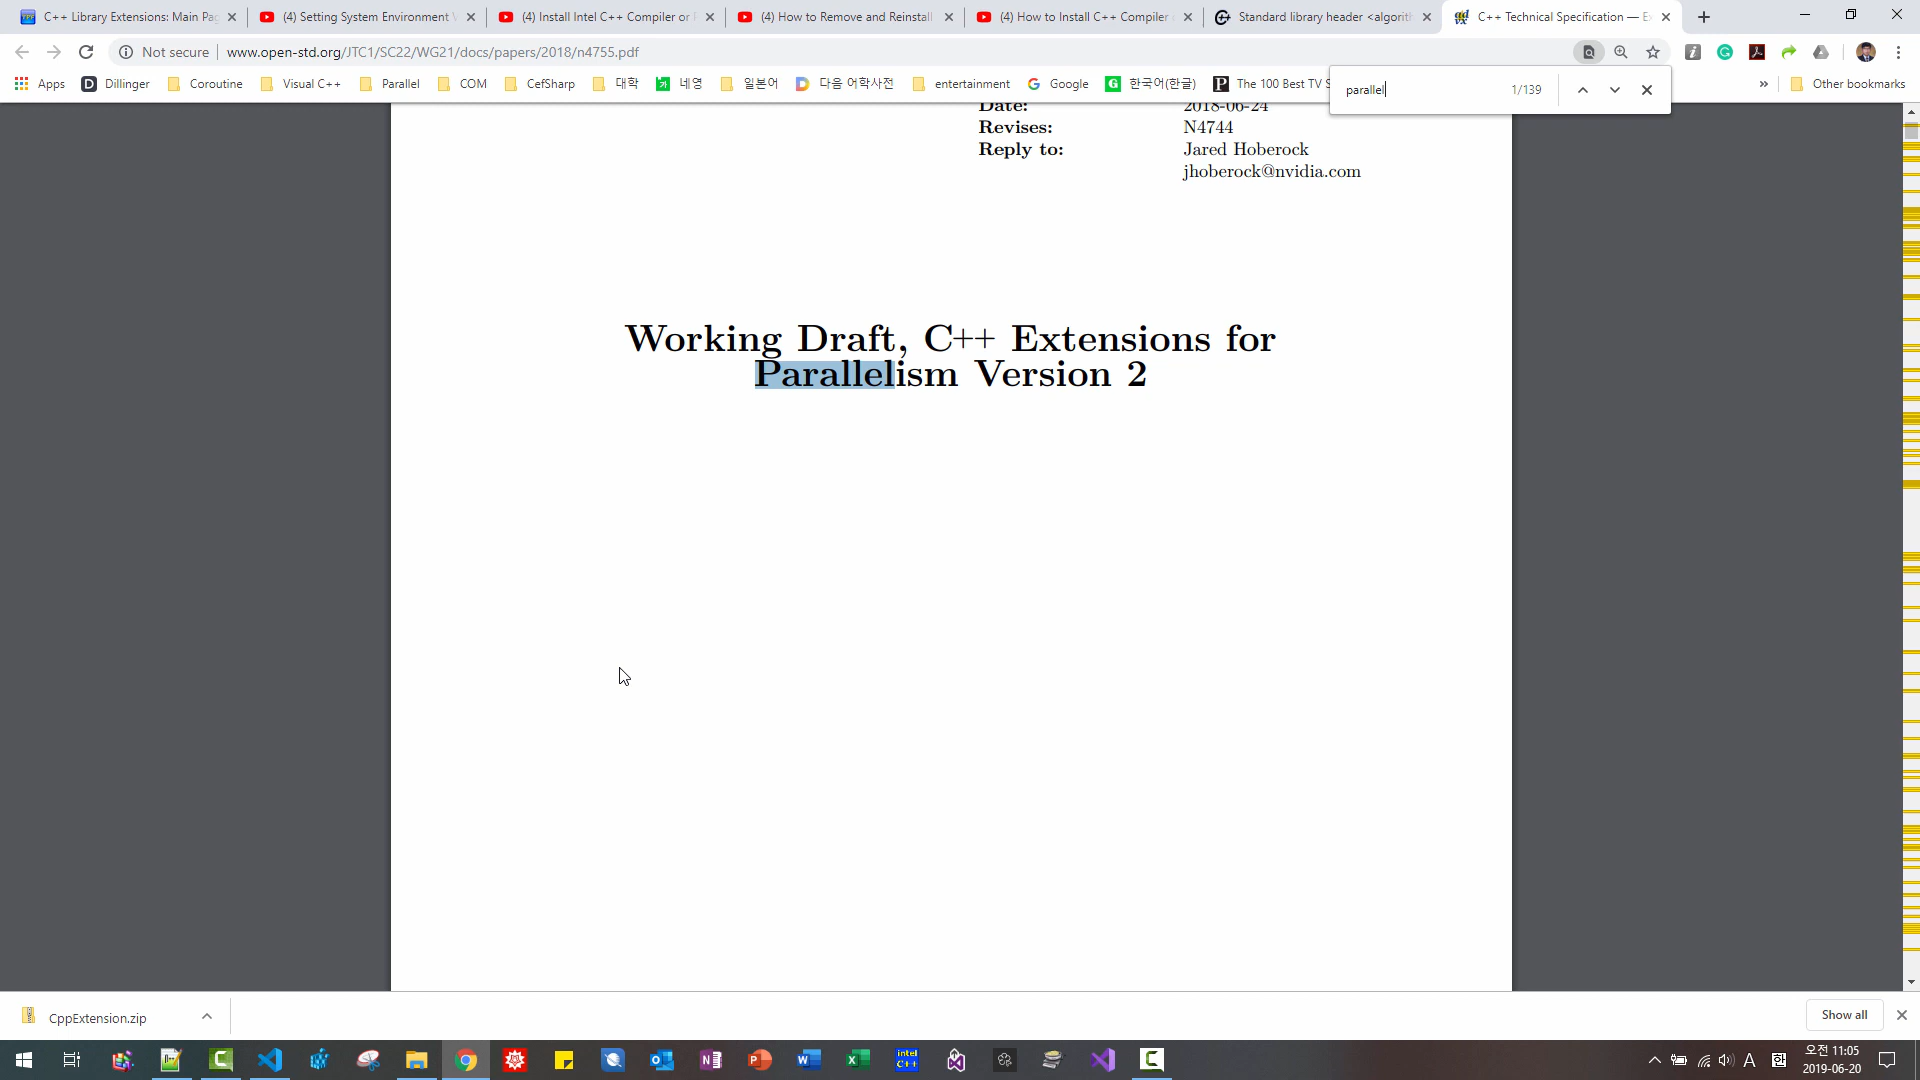 C++ Library Extensions: Main Pa
(4) Setting System Environment V
(4) Install Intel C++ Compiler or
(4) How to Remove and Reinstall
(4) How to Install C++ Compiler
Standard library header <algorith
C++ Technical Specification — E
Not secure
www.open-std.org/JTC1/SC22/WG21/docs/papers/2018/n4755.pdf
Apps
Dillinger
Coroutine
Visual C++
Parallel
COM
CefSharp
대학
네영
일본어
다음 어학사전
entertainment
Google
한국어(한글)
The 100 Best TV S
»
Other bookmarks
parallel
1/139
Date: 2018-06-24
Revises: N4744
Reply to: Jared Hoberock
jhoberock@nvidia.com
Working Draft, C++ Extensions for
Parallelism Version 2
CppExtension.zip
Show all
intel
C++
A
오전 11:05
2019-06-20